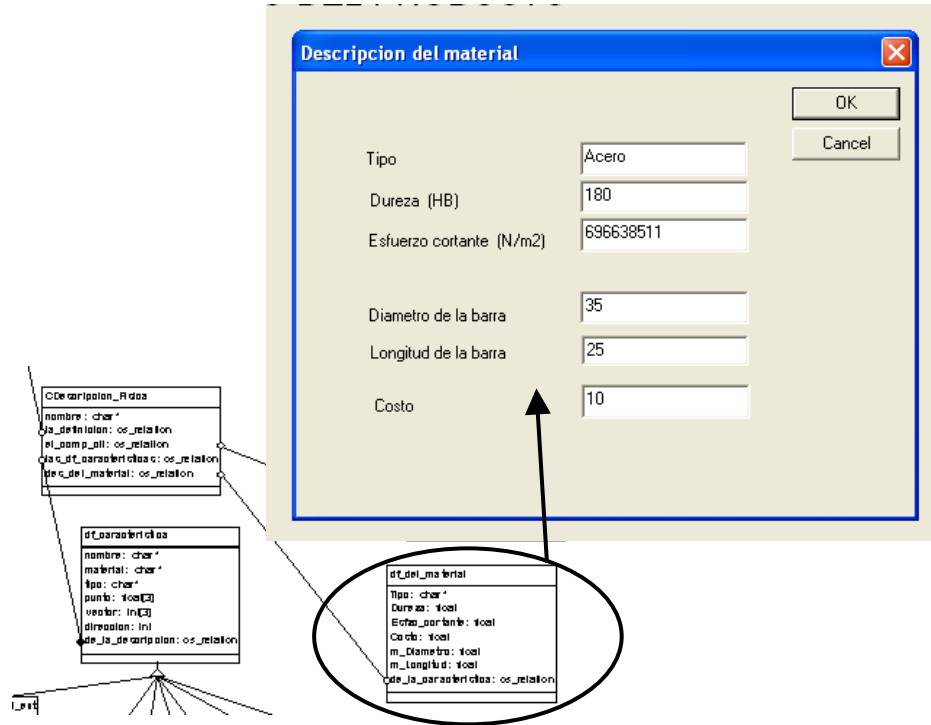 Descripcion del material
OK
Cancel
Tipo
Acero
Dureza (HB)
180
Esfuerzo cortante (N/m2)
696638511
Diametro de la barra
35
Longitud de la barra
25
Costo
10
CDescripcion_Fisica
nombre: char*
la_definicion: os_relation
el_comp_cil: os_relation
las_df_caracteristicas: os_relation
des_del_material: os_relation
df_caracteristica
nombre: char*
material: char*
tipo: char*
punto: float[3]
vector: int[3]
direccion: int
de_la_descripcion: os_relation
df_del_material
Tipo: char*
Dureza: float
Esfzo_cortante: float
Costo: float
m_Diametro: float
m_Longitud: float
de_la_caracteristica: os_relation